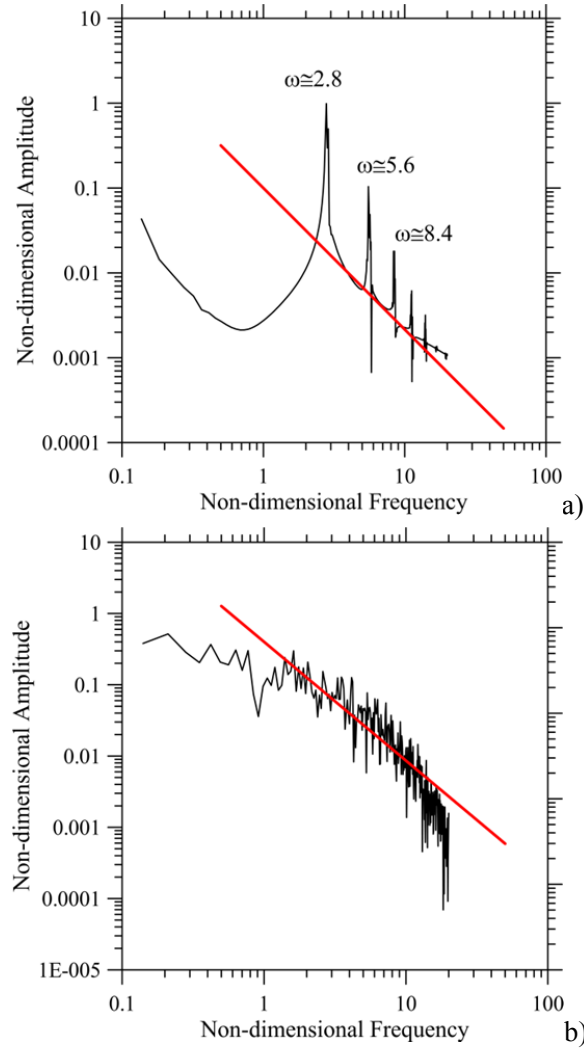 10
1
0.1
0.01
0.001
0.0001
Non-dimensional Amplitude
ω≅2.8
ω≅5.6
ω≅8.4
0.1 1 10 100
Non-dimensional Frequency
a)
10
1
0.1
0.01
0.001
0.0001
1E-005
Non-dimensional Amplitude
0.1 1 10 100
Non-dimensional Frequency
b)